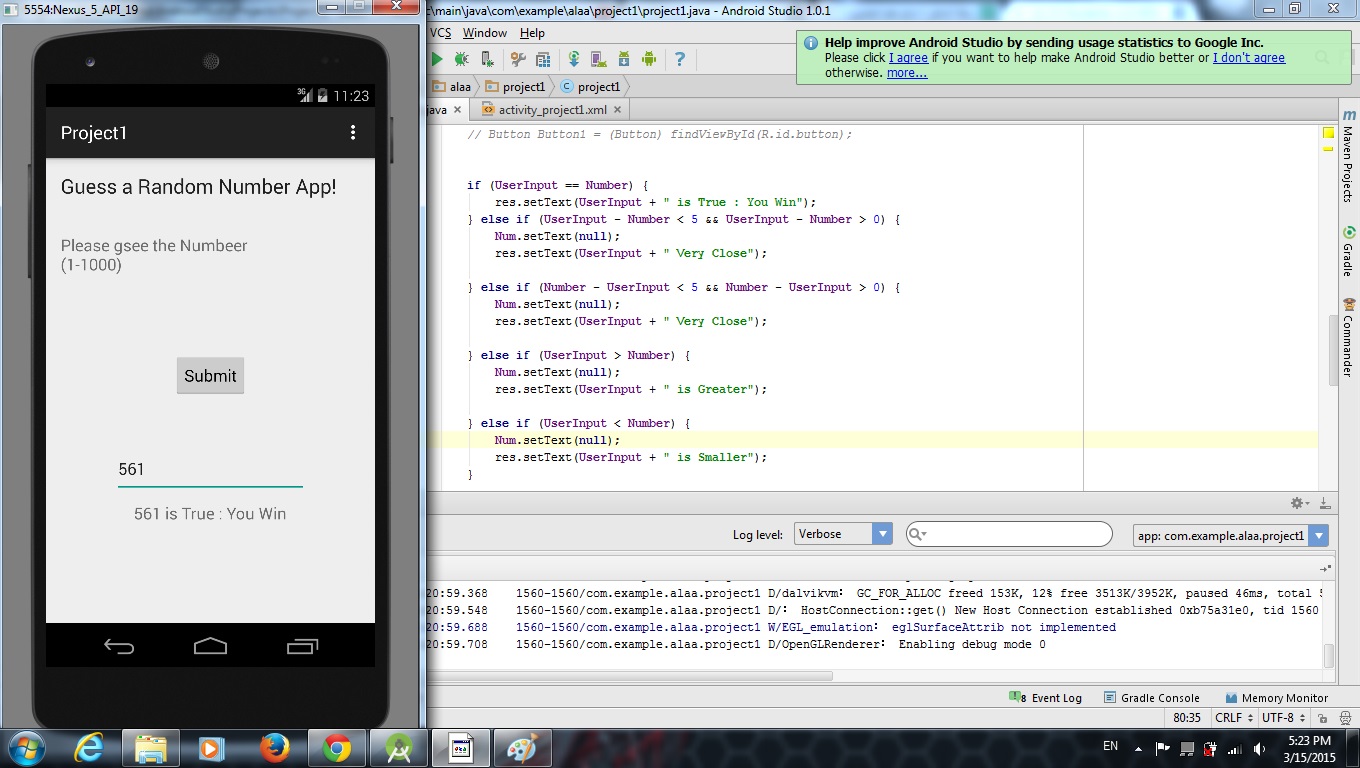 5554:Nexus_5_API_19
c\main\java\com\example\alaa\project1\project1.java - Android Studio 1.0.1
VCS Window Help
Help improve Android Studio by sending usage statistics to Google Inc.
Please click I agree if you want to help make Android Studio better or I don't agree
otherwise. more...
alaa project1 project1
java activity_project1.xml
3G 11:23
Project1
Guess a Random Number App!
Please gsee the Numbeer
(1-1000)
Submit
561
561 is True : You Win
// Button Button1 = (Button) findViewById(R.id.button);
if (UserInput == Number) {
res.setText(UserInput + " is True : You Win");
} else if (UserInput - Number < 5 && UserInput - Number > 0) {
Num.setText(null);
res.setText(UserInput + " Very Close");
} else if (Number - UserInput < 5 && Number - UserInput > 0) {
Num.setText(null);
res.setText(UserInput + " Very Close");
} else if (UserInput > Number) {
Num.setText(null);
res.setText(UserInput + " is Greater");
} else if (UserInput < Number) {
Num.setText(null);
res.setText(UserInput + " is Smaller");
}
Maven Projects
Gradle
Commander
Log level: Verbose app: com.example.alaa.project1
20:59.368 1560-1560/com.example.alaa.project1 D/dalvikvm: GC_FOR_ALLOC freed 153K, 12% free 3513K/3952K, paused 46ms, total 5
20:59.548 1560-1560/com.example.alaa.project1 D/: HostConnection::get() New Host Connection established 0xb75a31e0, tid 1560
20:59.688 1560-1560/com.example.alaa.project1 W/EGL_emulation: eglSurfaceAttrib not implemented
20:59.708 1560-1560/com.example.alaa.project1 D/OpenGLRenderer: Enabling debug mode 0
8 Event Log Gradle Console Memory Monitor
80:35 CRLF UTF-8
EN
5:23 PM
3/15/2015